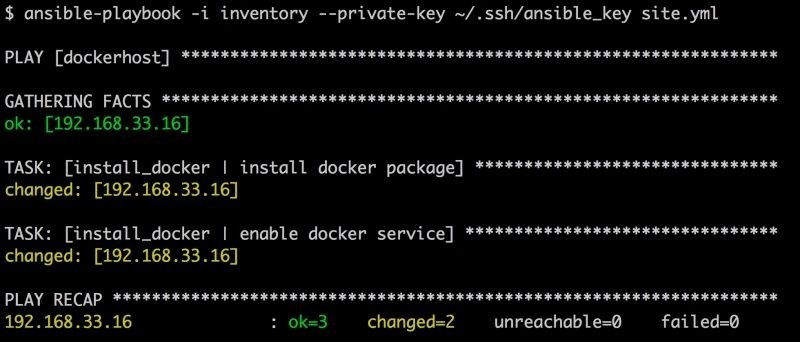 $ ansible-playbook -i inventory --private-key ~/.ssh/ansible_key site.yml
PLAY [dockerhost] **************************************************************
GATHERING FACTS ****************************************************************
ok: [192.168.33.16]
TASK: [install_docker | install docker package] *******************************
changed: [192.168.33.16]
TASK: [install_docker | enable docker service] ********************************
changed: [192.168.33.16]
PLAY RECAP *********************************************************************
192.168.33.16              : ok=3    changed=2    unreachable=0    failed=0